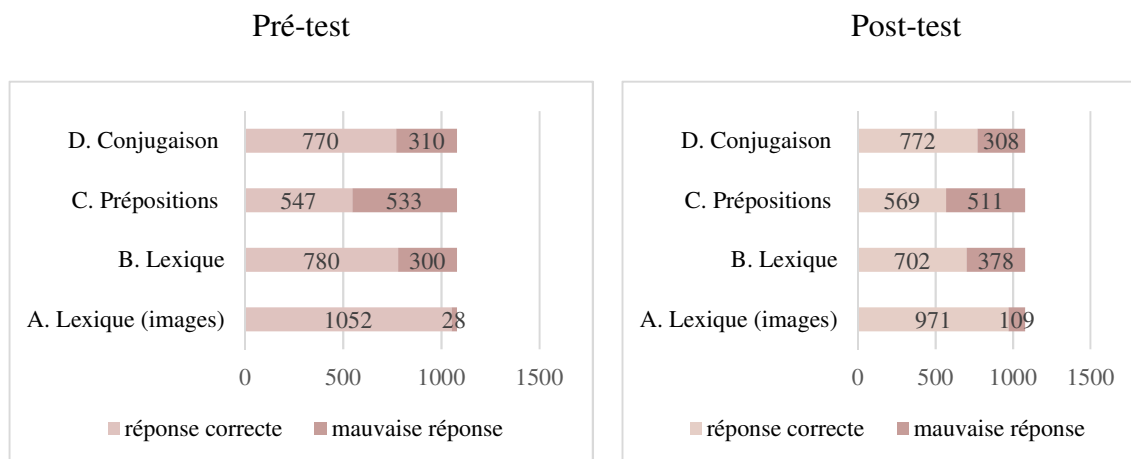 Pré-test
D. Conjugaison 770 310
C. Prépositions 547 533
B. Lexique 780 300
A. Lexique (images) 1052 28
0 500 1000 1500
réponse correcte mauvaise réponse
Post-test
D. Conjugaison 772 308
C. Prépositions 569 511
B. Lexique 702 378
A. Lexique (images) 971 109
0 500 1000 1500
réponse correcte mauvaise réponse